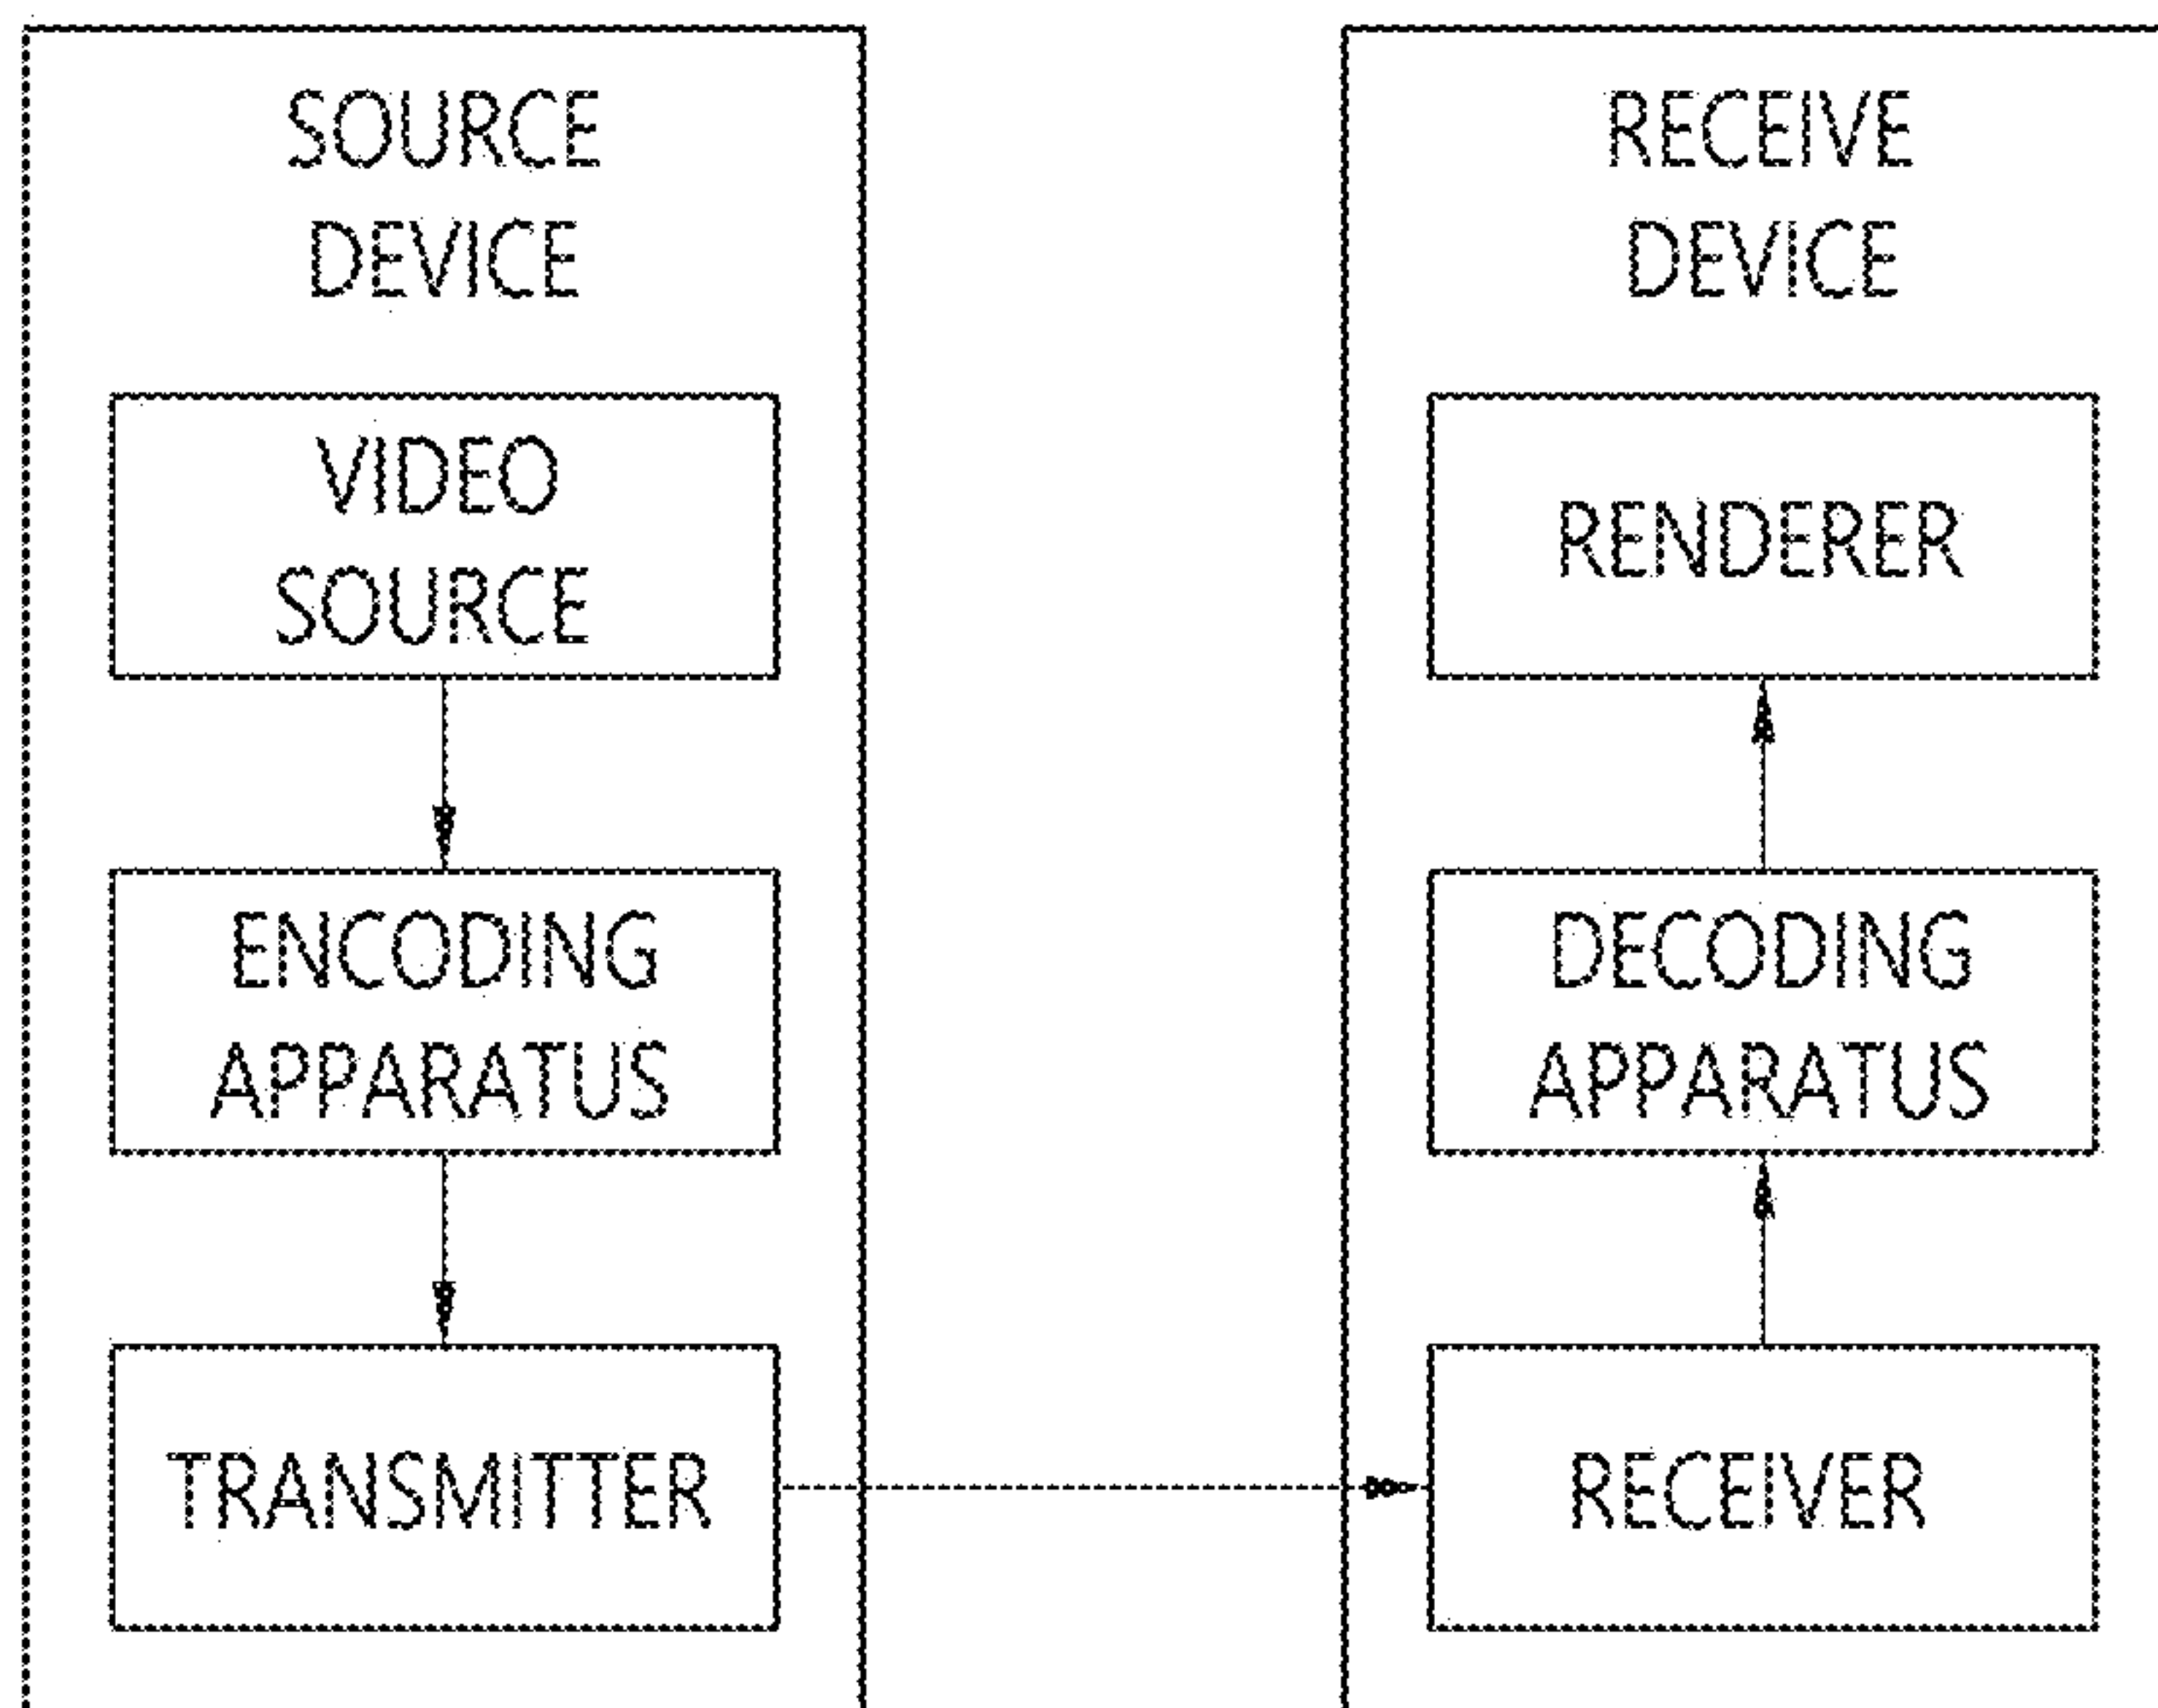 SOURCE
DEVICE
VIDEO
SOURCE
ENCODING
APPARATUS
TRANSMITTER
RECEIVE
DEVICE
RENDERER
DECODING
APPARATUS
RECEIVER